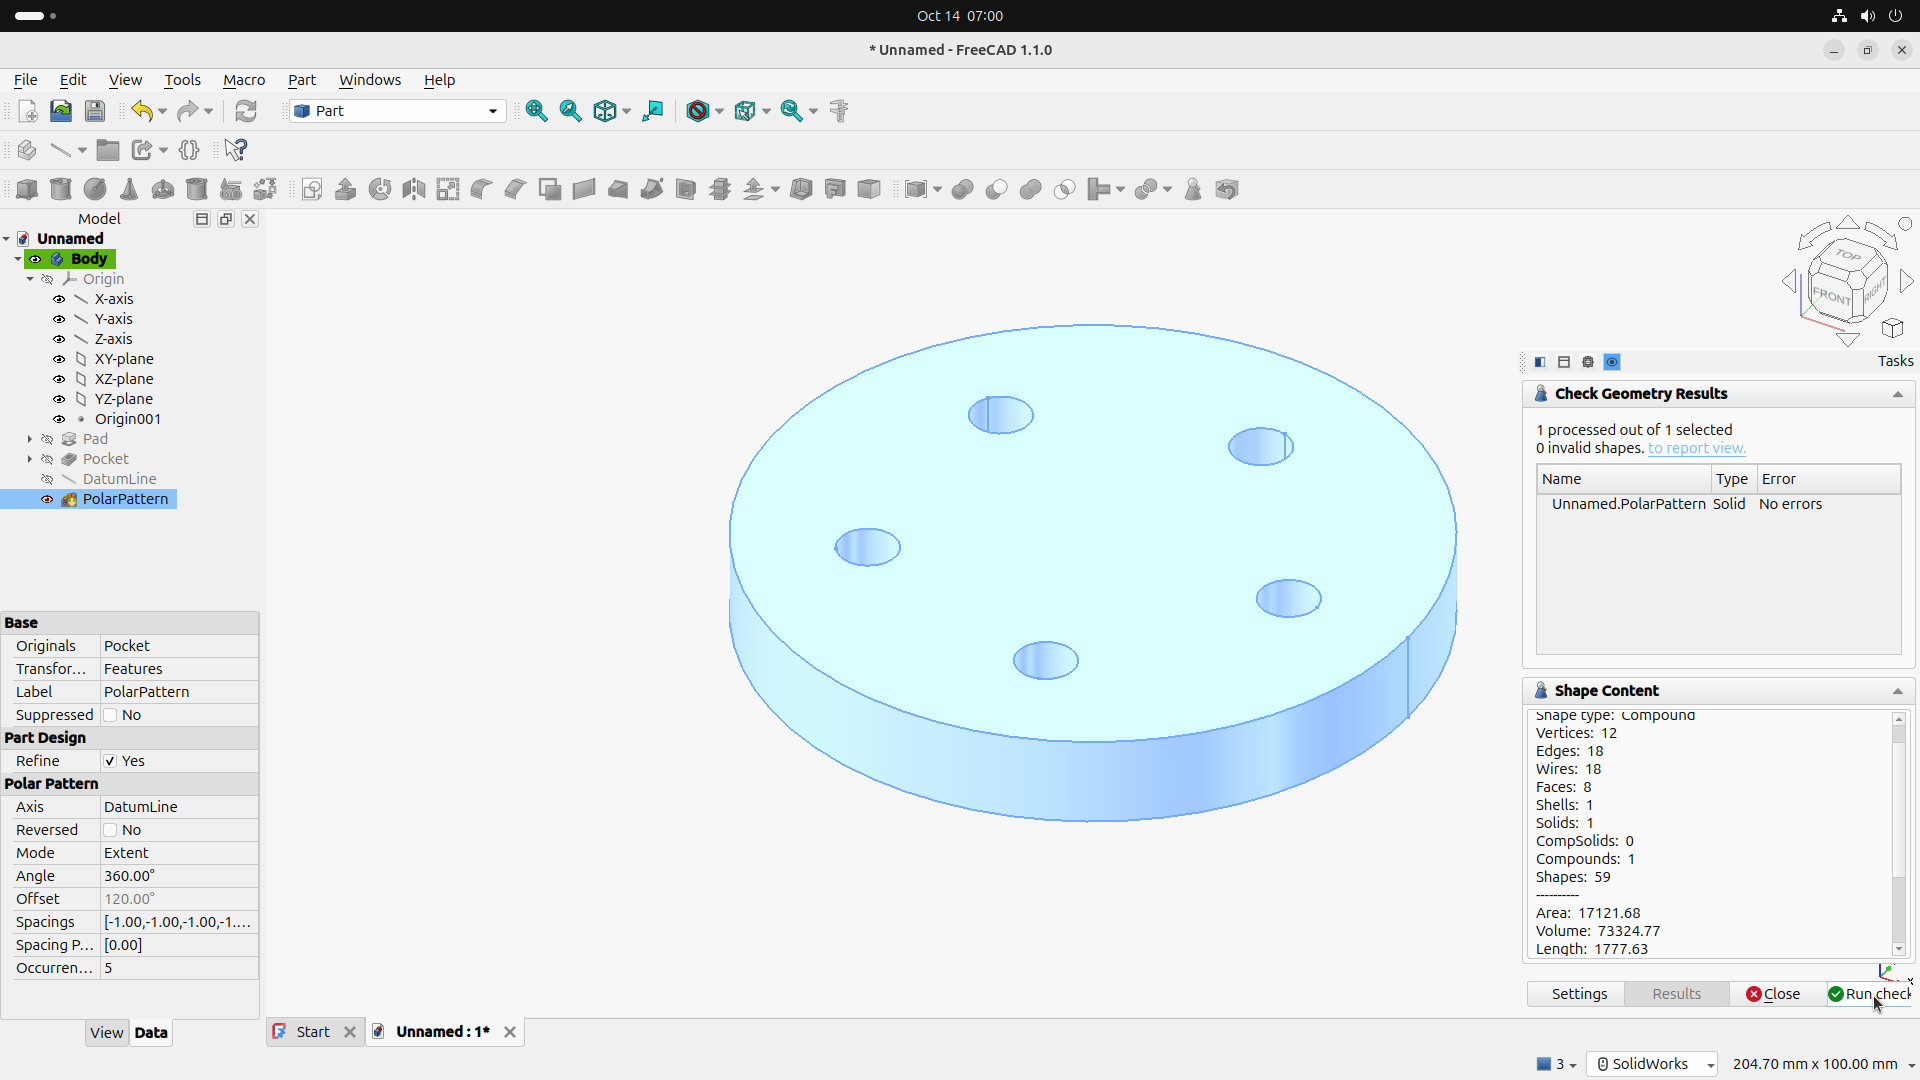 Oct 14  07:00
* Unnamed - FreeCAD 1.1.0
File Edit View Tools Macro Part Windows Help
Part
Model
Unnamed
Body
Origin
X-axis
Y-axis
Z-axis
XY-plane
XZ-plane
YZ-plane
Origin001
Pad
Pocket
DatumLine
PolarPattern
TOP
FRONT
RIGHT
Tasks
Check Geometry Results
1 processed out of 1 selected
0 invalid shapes. to report view.
Name Type Error
Unnamed.PolarPattern Solid No errors
Shape Content
Shape type: Compound
Vertices: 12
Edges: 18
Wires: 18
Faces: 8
Shells: 1
Solids: 1
CompSolids: 0
Compounds: 1
Shapes: 59
----------
Area: 17121.68
Volume: 73324.77
Length: 1777.63
Settings Results Close Run check
Base
Originals Pocket
Transfor... Features
Label PolarPattern
Suppressed No
Part Design
Refine Yes
Polar Pattern
Axis DatumLine
Reversed No
Mode Extent
Angle 360.00°
Offset 120.00°
Spacings [-1.00,-1.00,-1.00,-1....
Spacing P... [0.00]
Occurren... 5
View Data
Start
Unnamed : 1*
3 SolidWorks 204.70 mm x 100.00 mm